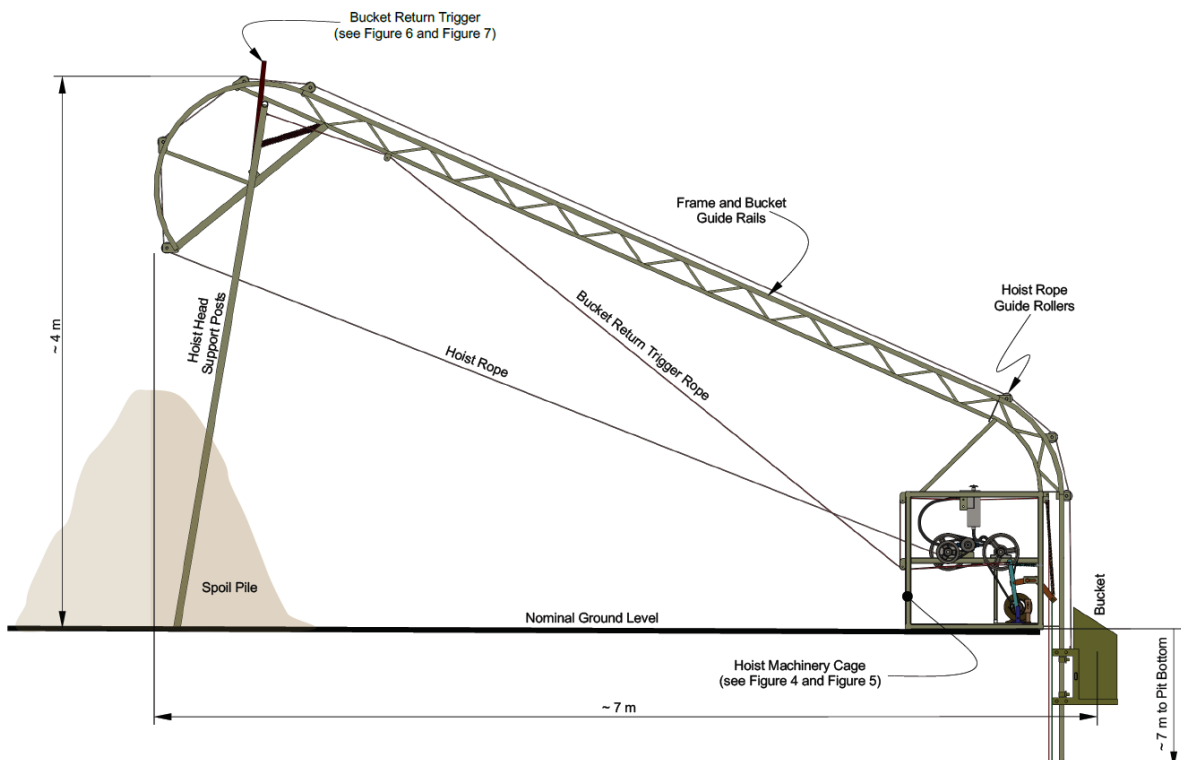 Bucket Return Trigger
(see Figure 6 and Figure 7)
Frame and Bucket
Guide Rails
Hoist Rope
Guide Rollers
~ 4 m
Hoist Head
Support Posts
Hoist Rope
Bucket Return Trigger Rope
Spoil Pile
Nominal Ground Level
Bucket
Hoist Machinery Cage
(see Figure 4 and Figure 5)
~ 7 m
~ 7 m to Pit Bottom